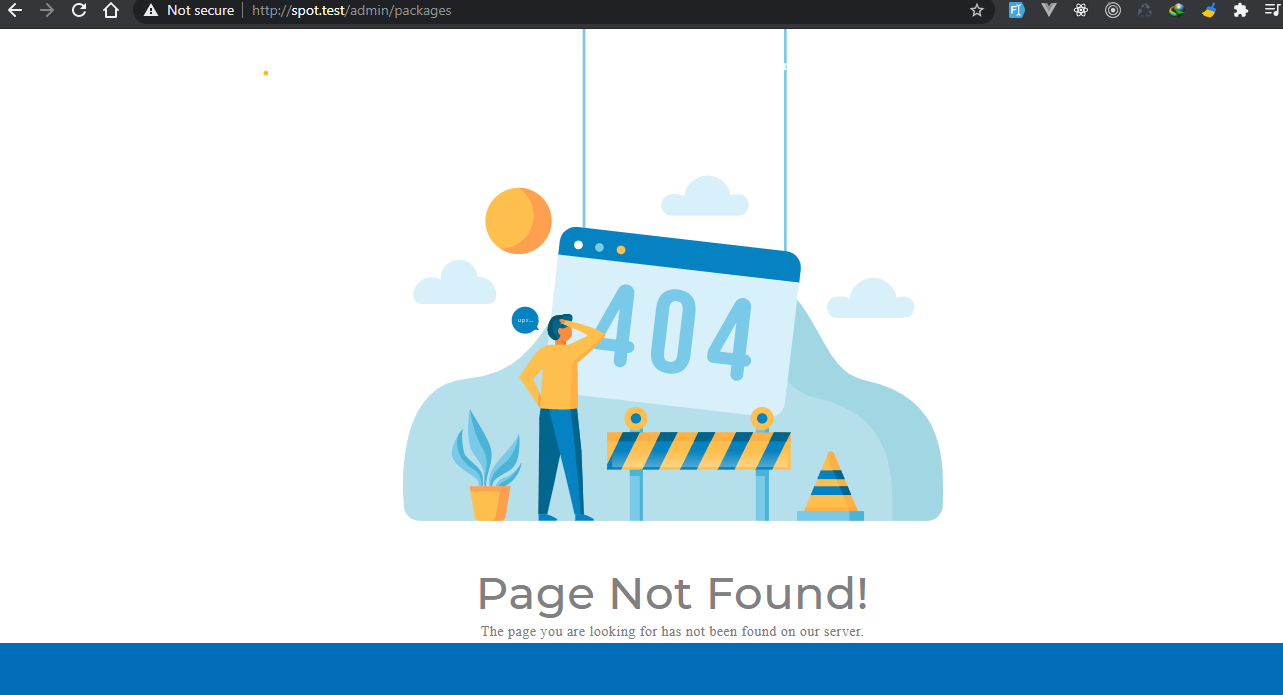 Not secure | http://spot.test/admin/packages
404
ups...
Page Not Found!
The page you are looking for has not been found on our server.